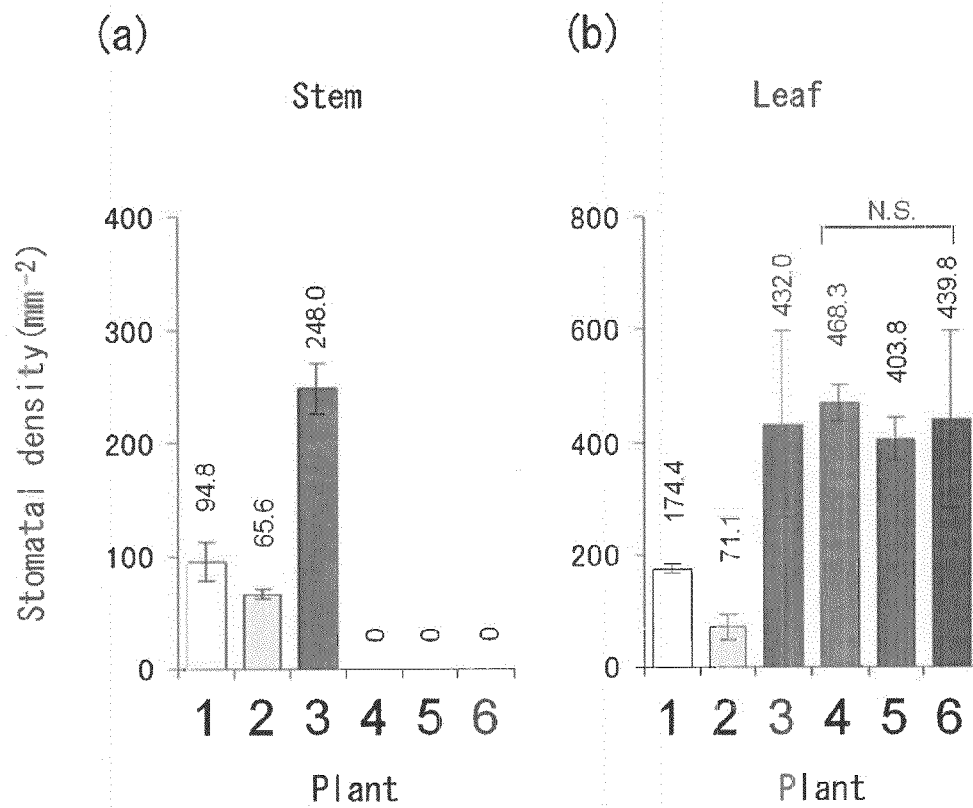 (a)
Stem
Stomatal density(mm-2)
400
300
200
100
0
94.8
65.6
248.0
0
0
0
1 2 3 4 5 6
Plant
(b)
Leaf
800
600
400
200
0
N.S.
174.4
71.1
432.0
468.3
403.8
439.8
1 2 3 4 5 6
Plant